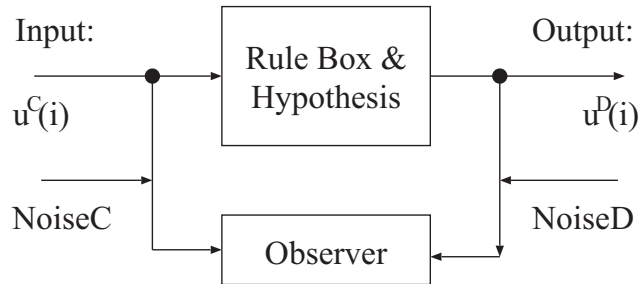 Input:
Rule Box &
Hypothesis
Output:
u^C(i)
u^D(i)
NoiseC
Observer
NoiseD